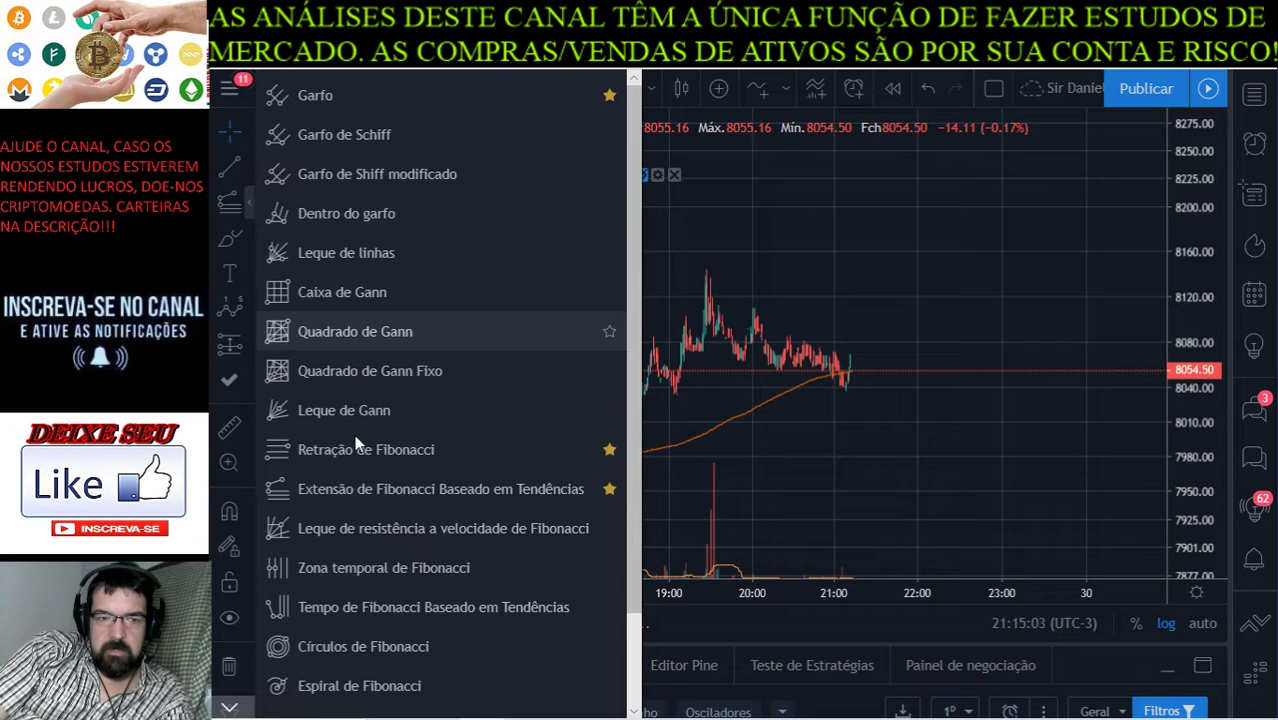 AS ANÁLISES DESTE CANAL TÊM A ÚNICA FUNÇÃO DE FAZER ESTUDOS DE
MERCADO. AS COMPRAS/VENDAS DE ATIVOS SÃO POR SUA CONTA E RISCO!
AJUDE O CANAL, CASO OS
NOSSOS ESTUDOS ESTIVEREM
RENDENDO LUCROS, DOE-NOS
CRIPTOMOEDAS. CARTEIRAS
NA DESCRIÇÃO!!!
INSCREVA-SE NO CANAL
E ATIVE AS NOTIFICAÇÕES
DEIXE SEU
Like
INSCREVA-SE
11
Garfo
Garfo de Schiff
Garfo de Shiff modificado
Dentro do garfo
Leque de linhas
Caixa de Gann
Quadrado de Gann
Quadrado de Gann Fixo
Leque de Gann
Retração de Fibonacci
Extensão de Fibonacci Baseado em Tendências
Leque de resistência a velocidade de Fibonacci
Zona temporal de Fibonacci
Tempo de Fibonacci Baseado em Tendências
Círculos de Fibonacci
Espiral de Fibonacci
Sir Daniel
Publicar
8055.16 Máx.8055.16 Mín.8054.50 Fch8054.50 −14.11 (−0.17%)
8275.00
8250.00
8225.00
8200.00
8160.00
8120.00
8080.00
8054.50
8040.00
8010.00
7980.00
7950.00
7925.00
7901.00
7877.00
19:00 20:00 21:00 22:00 23:00 30
21:15:03 (UTC-3) % log auto
Editor Pine Teste de Estratégias Painel de negociação
ho Osciladores 1D Geral Filtros
3
62